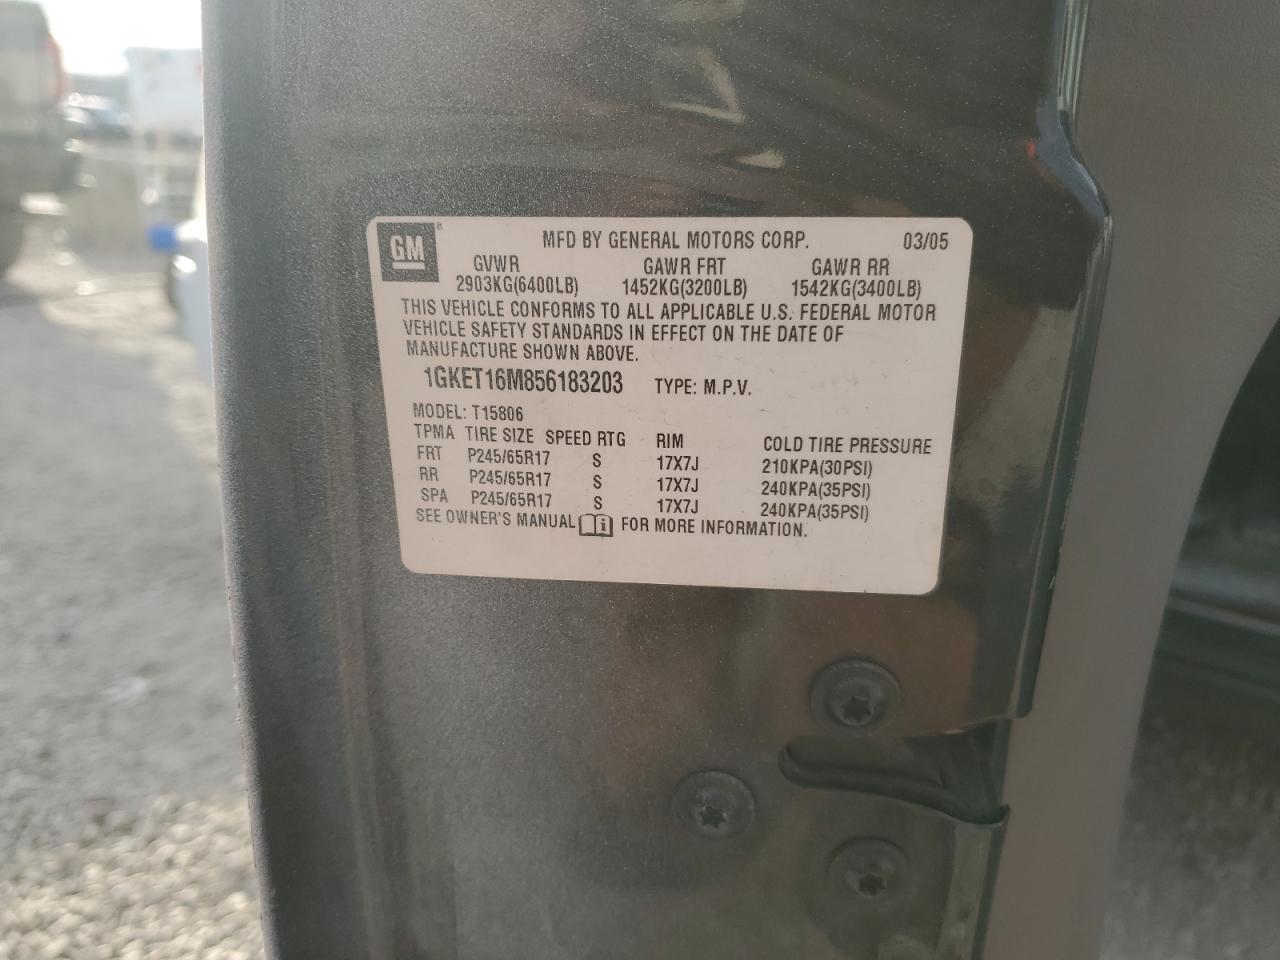 GM
MFD BY GENERAL MOTORS CORP. 03/05
GVWR GAWR FRT GAWR RR
2903KG(6400LB) 1452KG(3200LB) 1542KG(3400LB)
THIS VEHICLE CONFORMS TO ALL APPLICABLE U.S. FEDERAL MOTOR
VEHICLE SAFETY STANDARDS IN EFFECT ON THE DATE OF
MANUFACTURE SHOWN ABOVE.
1GKET16M856183203 TYPE: M.P.V.
MODEL: T15806
TPMA TIRE SIZE SPEED RTG RIM COLD TIRE PRESSURE
FRT P245/65R17 S 17X7J 210KPA(30PSI)
RR P245/65R17 S 17X7J 240KPA(35PSI)
SPA P245/65R17 S 17X7J 240KPA(35PSI)
SEE OWNER'S MANUAL FOR MORE INFORMATION.